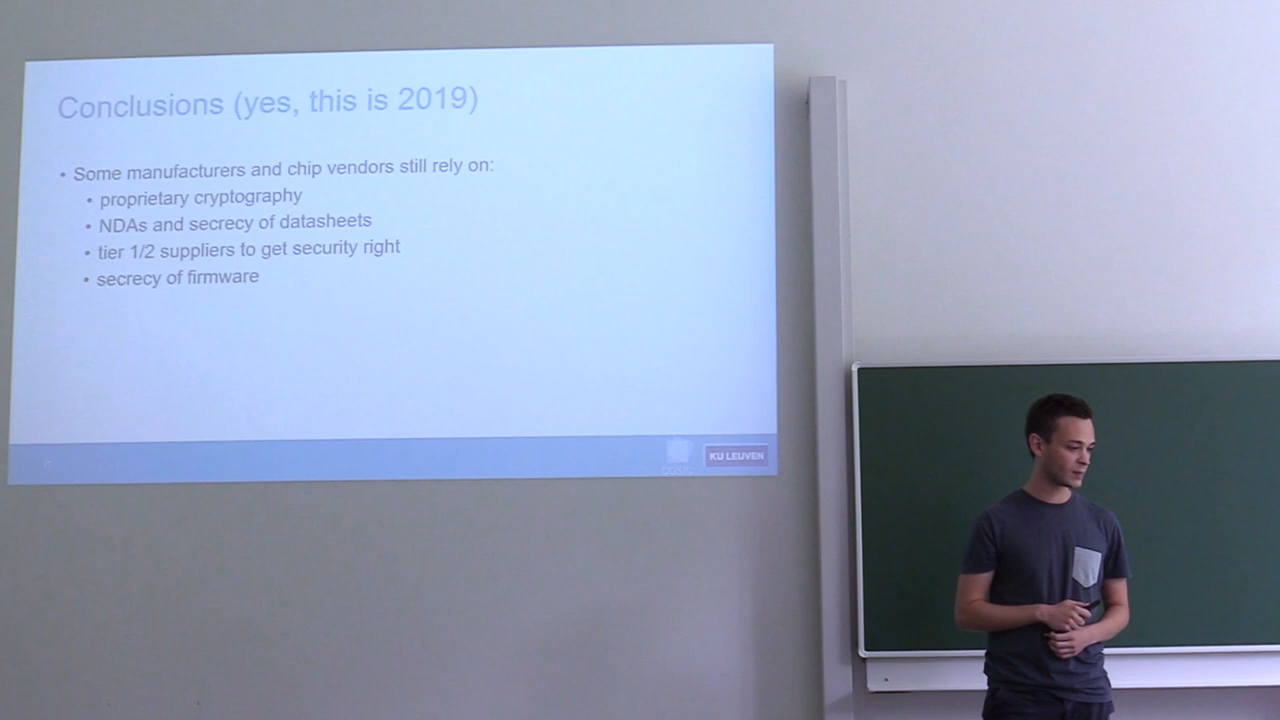 Conclusions (yes, this is 2019)
• Some manufacturers and chip vendors still rely on:
• proprietary cryptography
• NDAs and secrecy of datasheets
• tier 1/2 suppliers to get security right
• secrecy of firmware
COSIC
KU LEUVEN